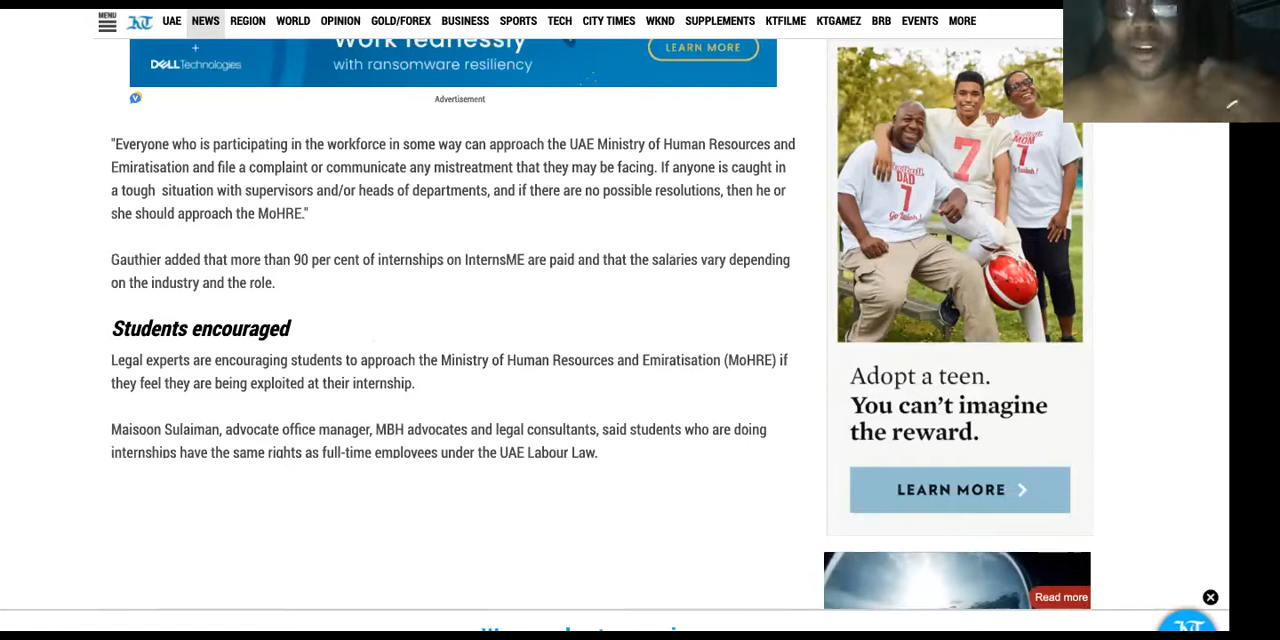 MENU
KT
UAE NEWS REGION WORLD OPINION GOLD/FOREX BUSINESS SPORTS TECH CITY TIMES WKND SUPPLEMENTS KTFILME KTGAMEZ BRB EVENTS MORE
Work fearlessly
with ransomware resiliency
DELLTechnologies
LEARN MORE
Advertisement
"Everyone who is participating in the workforce in some way can approach the UAE Ministry of Human Resources and
Emiratisation and file a complaint or communicate any mistreatment that they may be facing. If anyone is caught in
a tough situation with supervisors and/or heads of departments, and if there are no possible resolutions, then he or
she should approach the MoHRE."
Gauthier added that more than 90 per cent of internships on InternsME are paid and that the salaries vary depending
on the industry and the role.
Students encouraged
Legal experts are encouraging students to approach the Ministry of Human Resources and Emiratisation (MoHRE) if
they feel they are being exploited at their internship.
Maisoon Sulaiman, advocate office manager, MBH advocates and legal consultants, said students who are doing
internships have the same rights as full-time employees under the UAE Labour Law.
DAD
7
7
MOM
7
Adopt a teen.
You can't imagine
the reward.
LEARN MORE
Read more